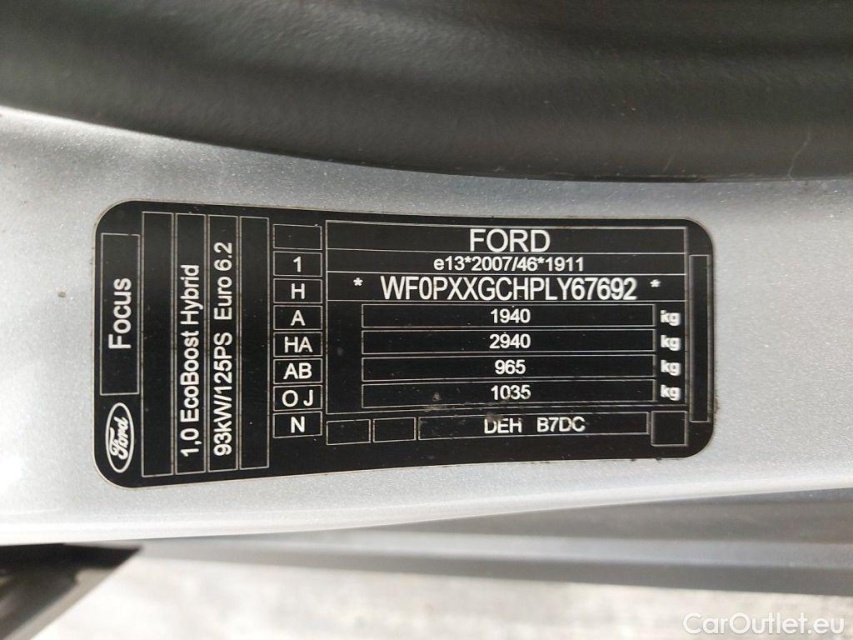 Focus
Ford
1,0 EcoBoost Hybrid
93kW/125PS Euro 6.2
FORD
1 e13*2007/46*1911
H * WF0PXXGCHPLY67692 *
A 1940 kg
HA 2940 kg
AB 965 kg
OJ 1035 kg
N DEH B7DC
CarOutlet.eu